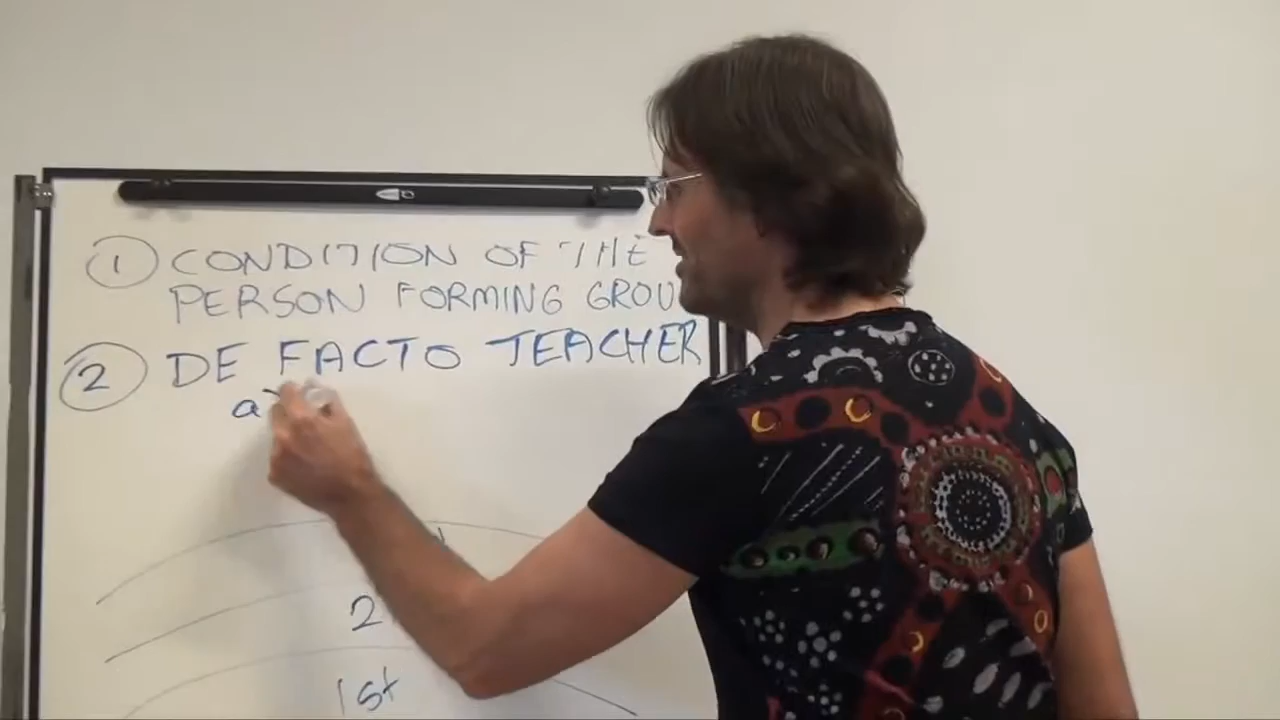 1 CONDITION OF THE
PERSON FORMING GROU
2 DE FACTO TEACHER
a
2
1st